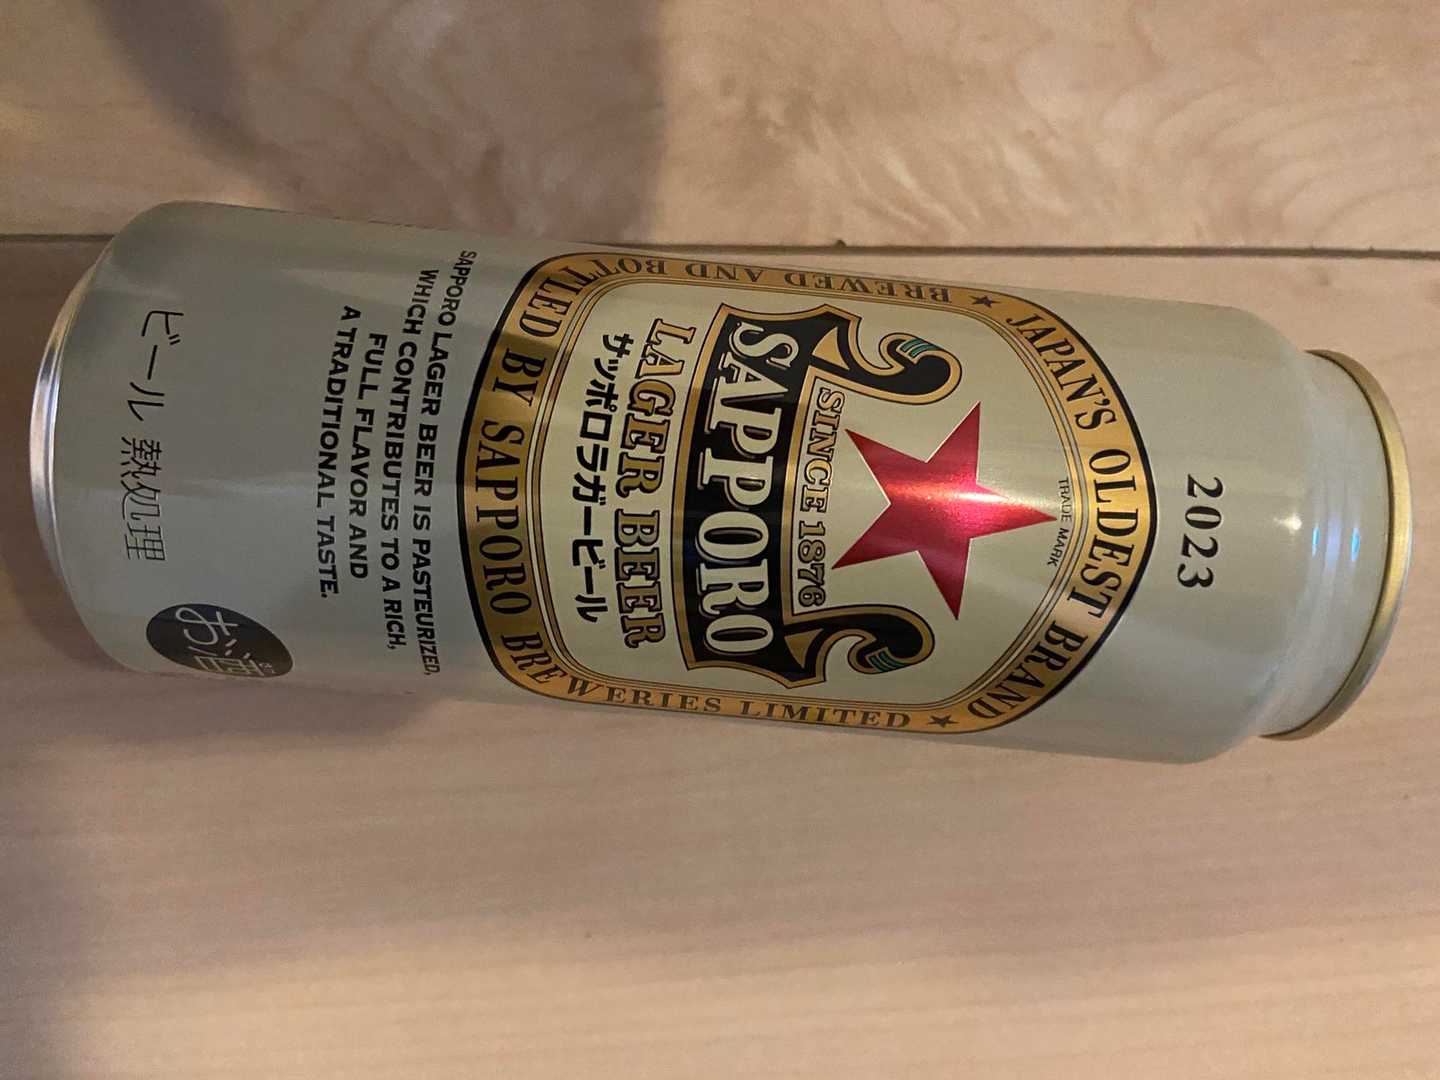 2023
★ JAPAN'S OLDEST BRAND ★
TRADE MARK
SINCE 1876
SAPPORO
LAGER BEER
サッポロラガービール
BREWED AND BOTTLED BY SAPPORO BREWERIES LIMITED
SAPPORO LAGER BEER IS PASTEURIZED,
WHICH CONTRIBUTES TO A RICH,
FULL FLAVOR AND
A TRADITIONAL TASTE.
お酒
ビール 熱処理